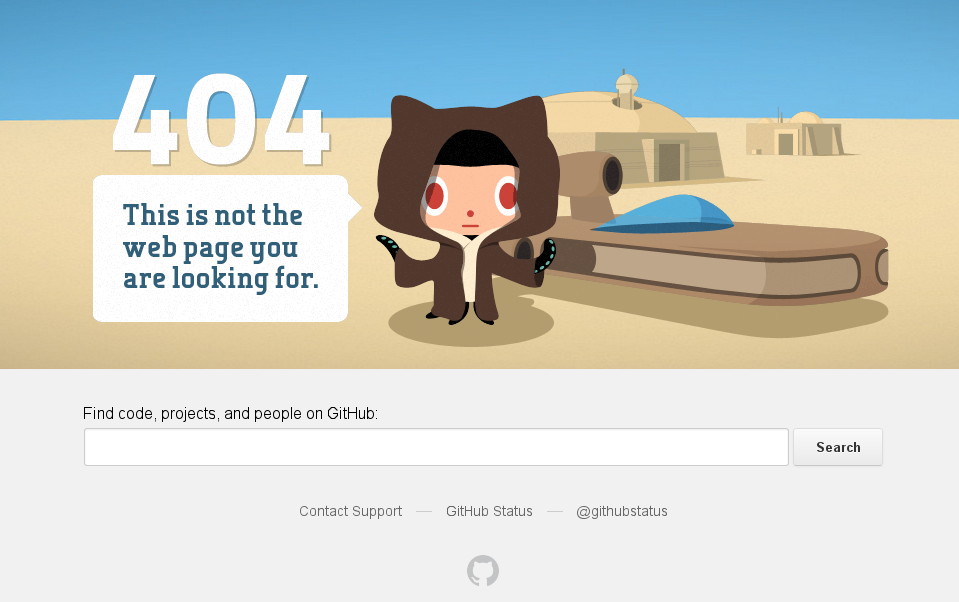 404
This is not the
web page you
are looking for.
Find code, projects, and people on GitHub:
Search
Contact Support — GitHub Status — @githubstatus